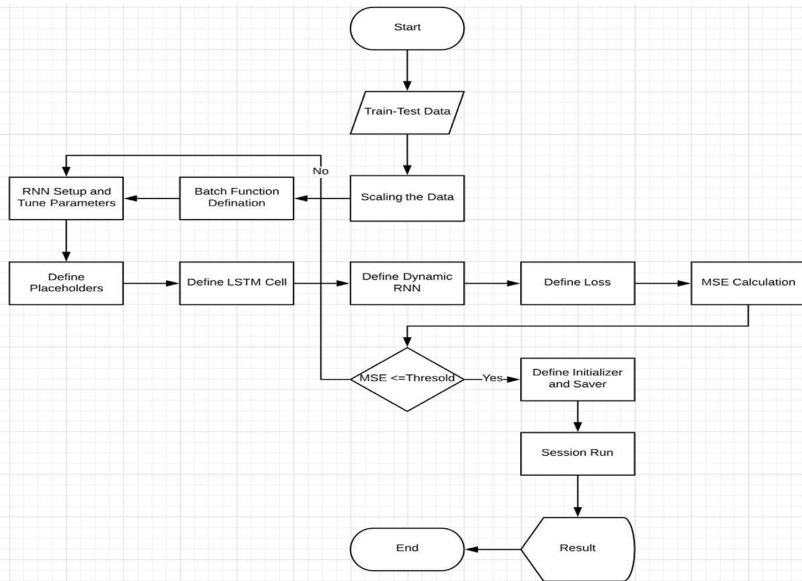 Start
Train-Test Data
No
RNN Setup and
Tune Parameters
Batch Function
Defination
Scaling the Data
Define
Placeholders
Define LSTM Cell
Define Dynamic
RNN
Define Loss
MSE Calculation
MSE <=Thresold
Yes
Define Initializer
and Saver
Session Run
End
Result